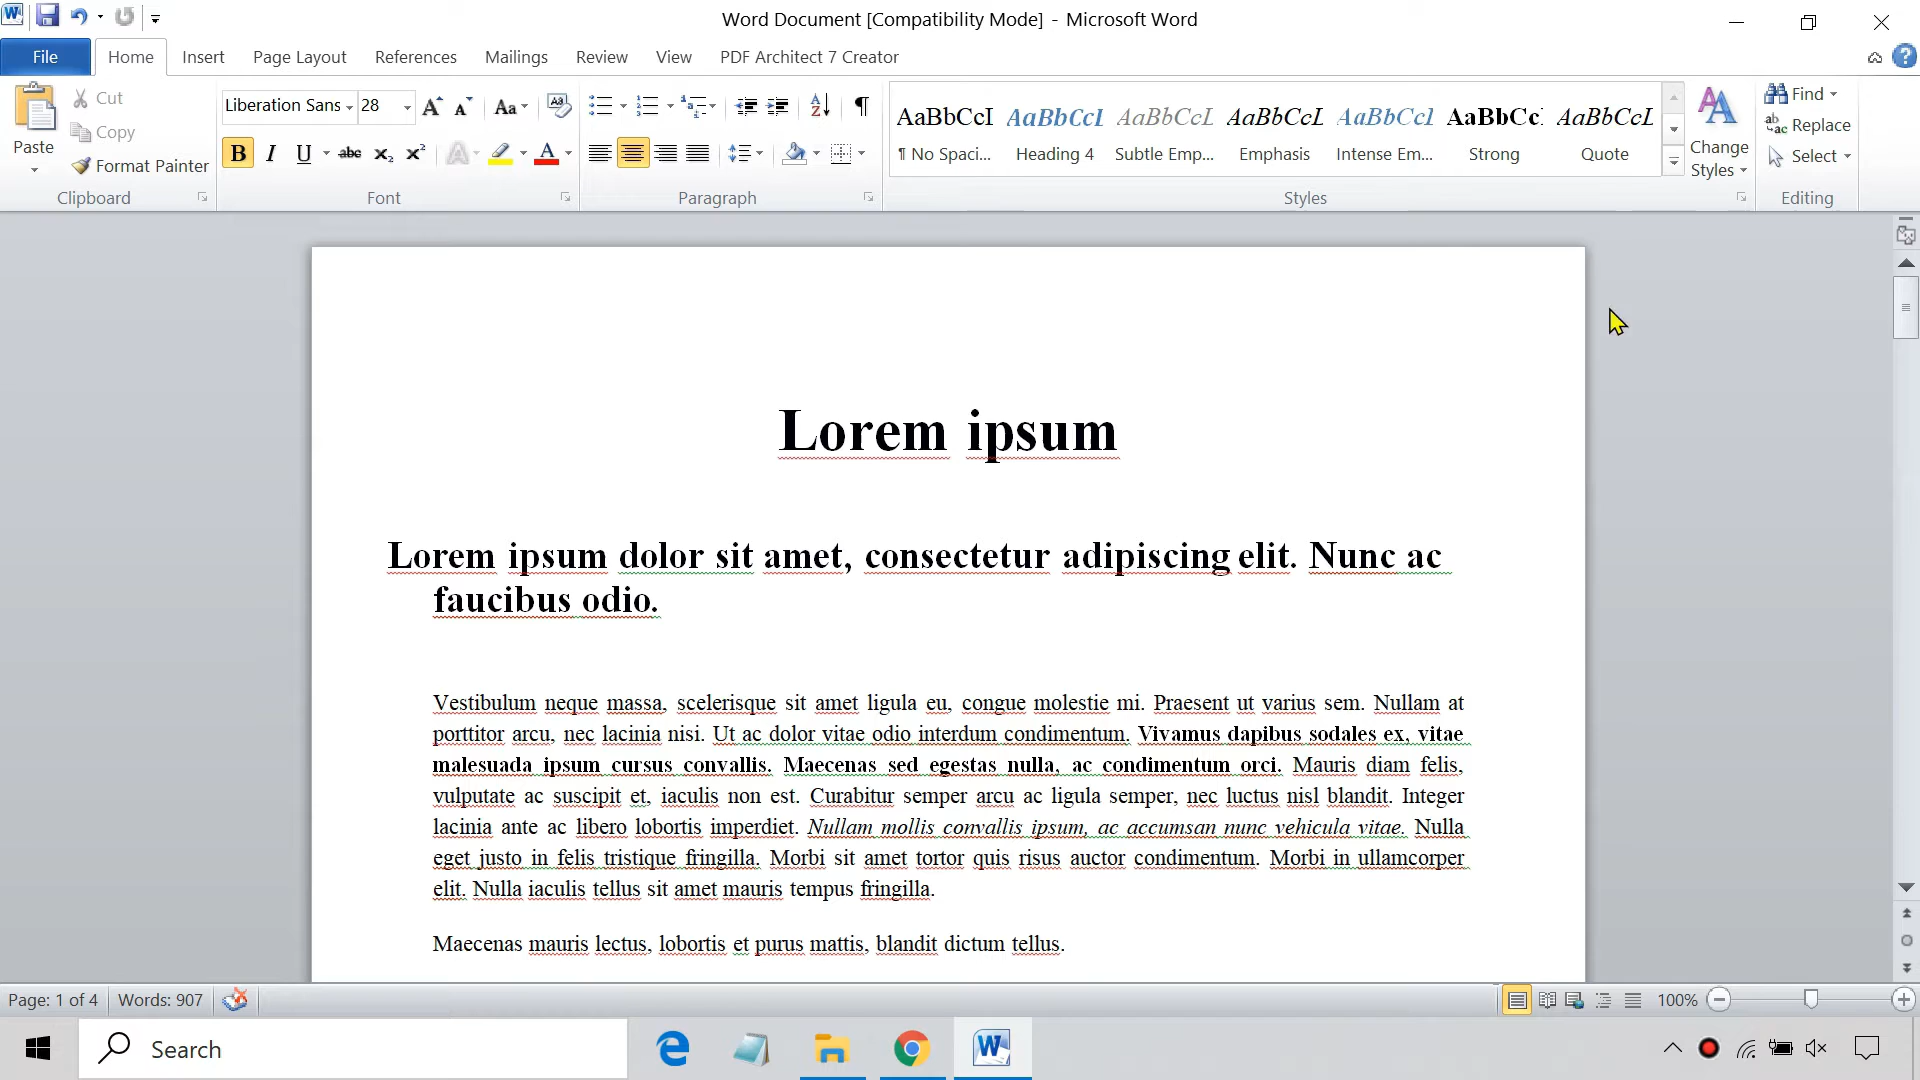 Word Document [Compatibility Mode] - Microsoft Word
File Home Insert Page Layout References Mailings Review View PDF Architect 7 Creator
Paste
Cut
Copy
Format Painter
Clipboard
Liberation Sans 28
Font
Paragraph
AaBbCcI AaBbCcI AaBbCcL AaBbCcL AaBbCcI AaBbCc AaBbCcL
¶ No Spaci... Heading 4 Subtle Emp... Emphasis Intense Em... Strong Quote
Styles
Change
Styles
Find
Replace
Select
Editing
Lorem ipsum
Lorem ipsum dolor sit amet, consectetur adipiscing elit. Nunc ac
faucibus odio.
Vestibulum neque massa, scelerisque sit amet ligula eu, congue molestie mi. Praesent ut varius sem. Nullam at
porttitor arcu, nec lacinia nisi. Ut ac dolor vitae odio interdum condimentum. Vivamus dapibus sodales ex, vitae
malesuada ipsum cursus convallis. Maecenas sed egestas nulla, ac condimentum orci. Mauris diam felis,
vulputate ac suscipit et, iaculis non est. Curabitur semper arcu ac ligula semper, nec luctus nisl blandit. Integer
lacinia ante ac libero lobortis imperdiet. Nullam mollis convallis ipsum, ac accumsan nunc vehicula vitae. Nulla
eget justo in felis tristique fringilla. Morbi sit amet tortor quis risus auctor condimentum. Morbi in ullamcorper
elit. Nulla iaculis tellus sit amet mauris tempus fringilla.
Maecenas mauris lectus, lobortis et purus mattis, blandit dictum tellus.
Page: 1 of 4 Words: 907 100%
Search